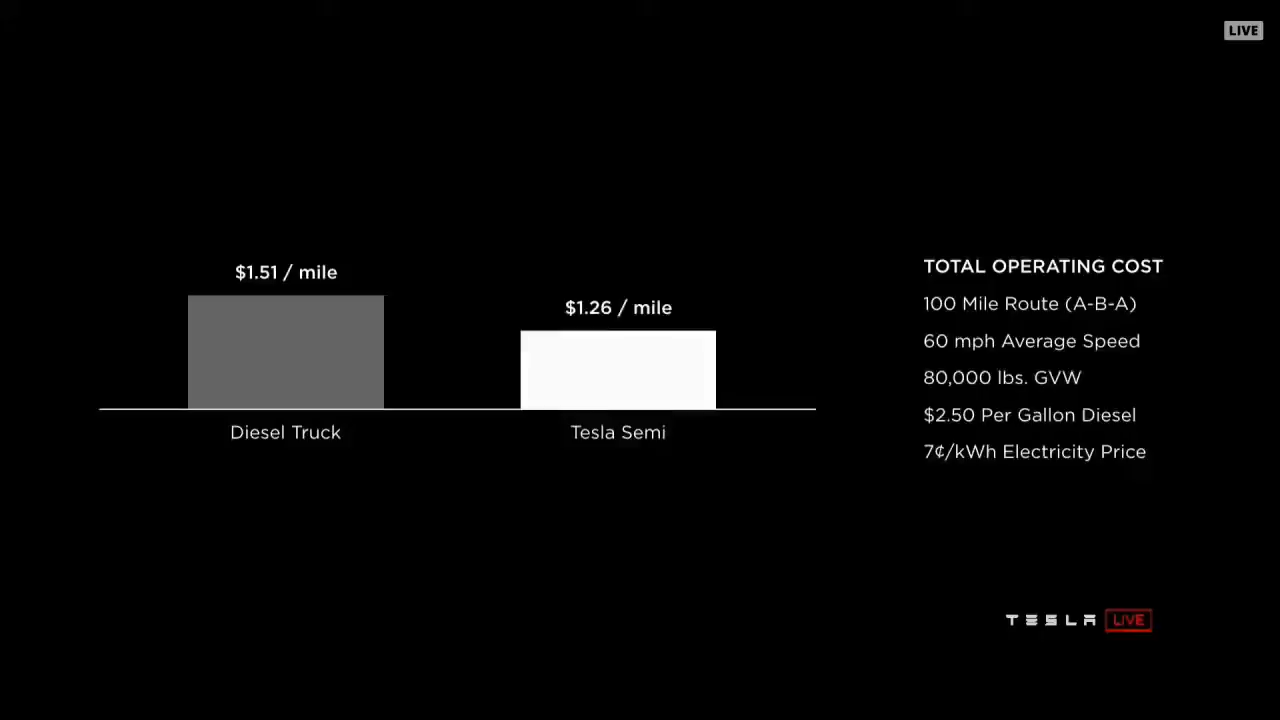 LIVE
$1.51 / mile
$1.26 / mile
Diesel Truck
Tesla Semi
TOTAL OPERATING COST
100 Mile Route (A-B-A)
60 mph Average Speed
80,000 lbs. GVW
$2.50 Per Gallon Diesel
7¢/kWh Electricity Price
TESLA LIVE